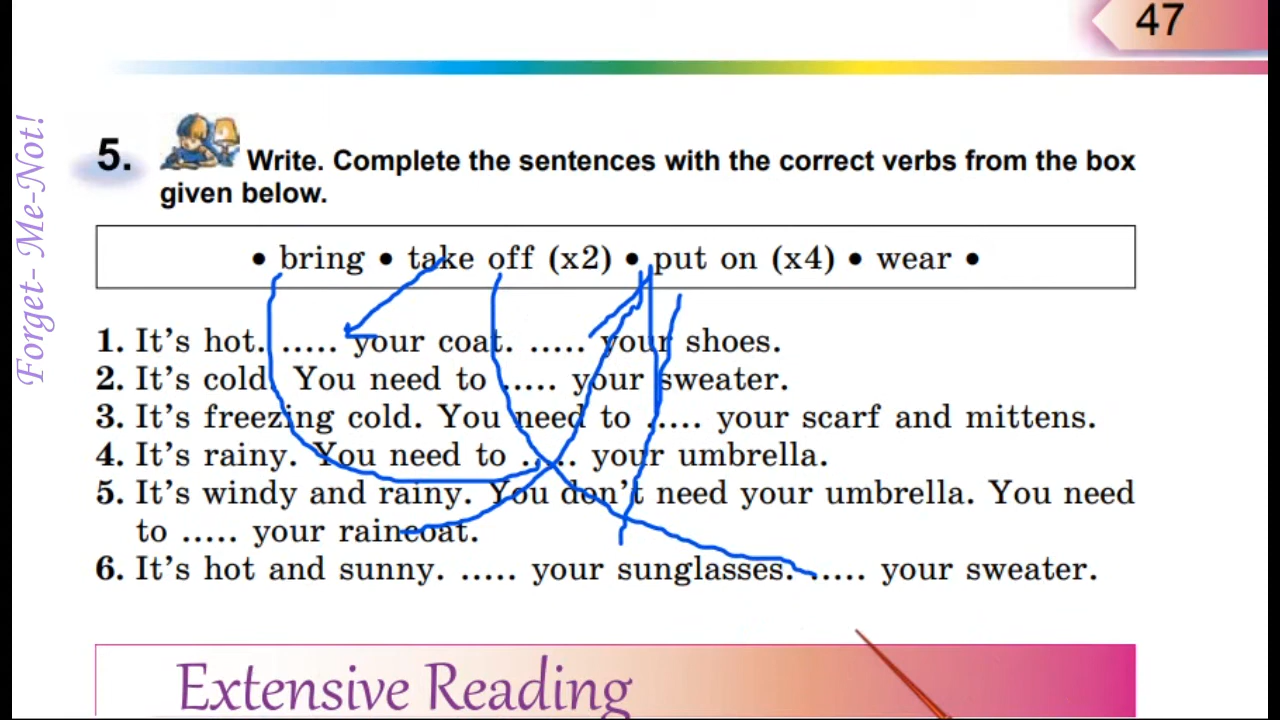 47
Forget- Me-Not!
5. Write. Complete the sentences with the correct verbs from the box
given below.
• bring • take off (x2) • put on (x4) • wear •
1. It's hot. ..... your coat. ..... your shoes.
2. It's cold. You need to ..... your sweater.
3. It's freezing cold. You need to ..... your scarf and mittens.
4. It's rainy. You need to ..... your umbrella.
5. It's windy and rainy. You don't need your umbrella. You need
to ..... your raincoat.
6. It's hot and sunny. ..... your sunglasses. ..... your sweater.
Extensive Reading